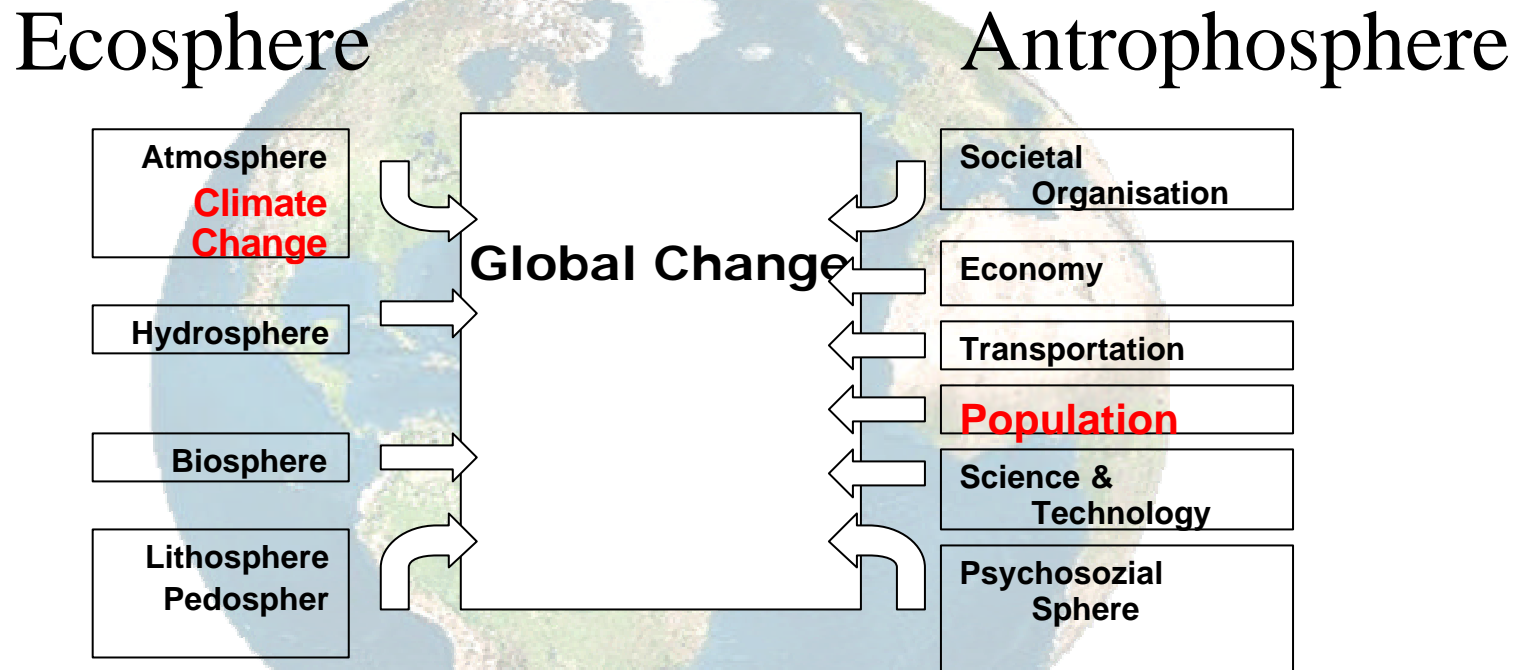 Ecosphere
Antrophosphere
Atmosphere
Climate
Change
Hydrosphere
Biosphere
Lithosphere
Pedospher
Global Change
Societal
Organisation
Economy
Transportation
Population
Science &
Technology
Psychosozial
Sphere